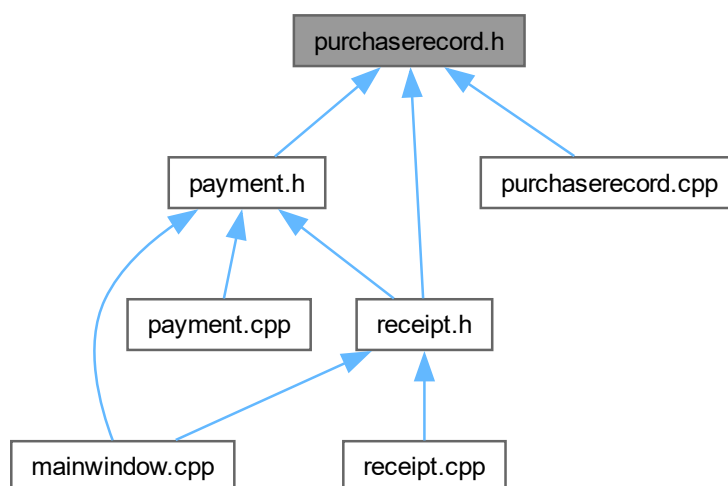 purchaserecord.h
payment.h
purchaserecord.cpp
payment.cpp
receipt.h
mainwindow.cpp
receipt.cpp